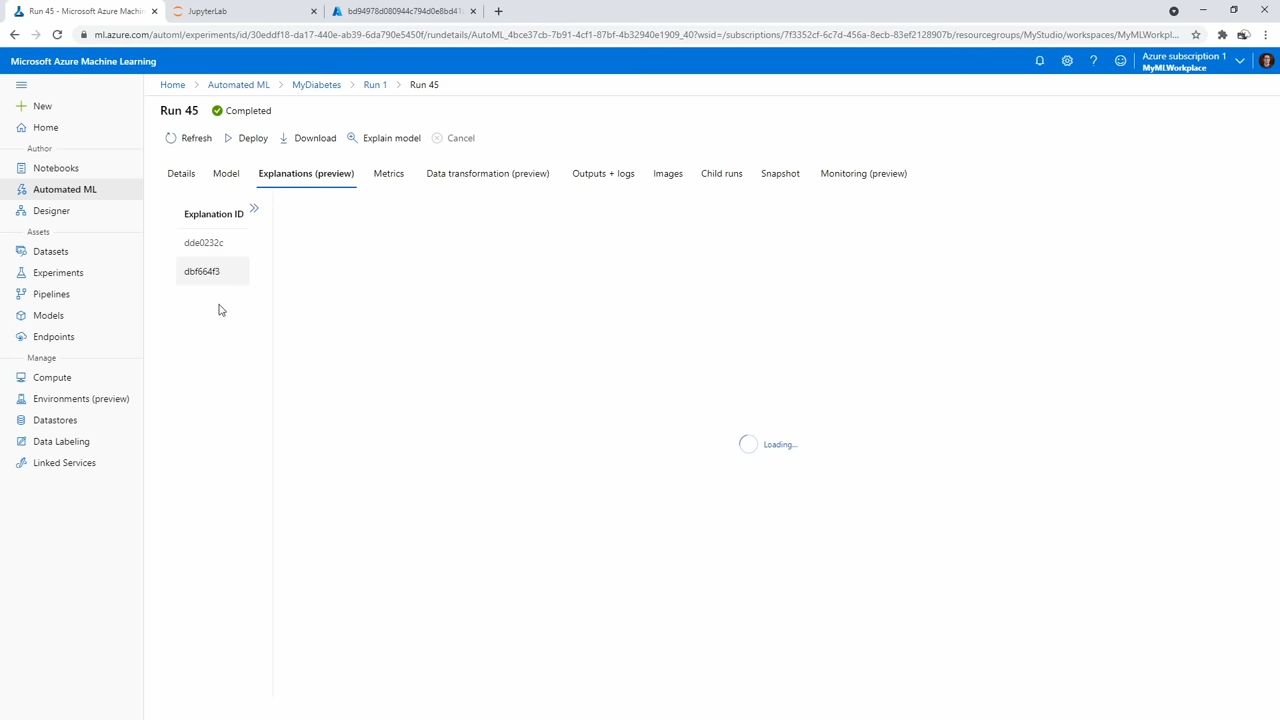 Run 45 - Microsoft Azure Machin
JupyterLab
bd94978d080944c794d0e8bd41
ml.azure.com/automl/experiments/id/30eddf18-da17-440e-ab39-6da790e5450f/rundetails/AutoML_4bce37cb-7b91-4cf1-87bf-4b32940e1909_40?wsid=/subscriptions/7f3352cf-6c7d-456a-8ecb-83ef2128907b/resourcegroups/MyStudio/workspaces/MyMLWorkpl...
Microsoft Azure Machine Learning
Azure subscription 1
MyMLWorkplace
Home > Automated ML > MyDiabetes > Run 1 > Run 45
Run 45 Completed
Refresh Deploy Download Explain model Cancel
Details Model Explanations (preview) Metrics Data transformation (preview) Outputs + logs Images Child runs Snapshot Monitoring (preview)
New
Home
Author
Notebooks
Automated ML
Designer
Assets
Datasets
Experiments
Pipelines
Models
Endpoints
Manage
Compute
Environments (preview)
Datastores
Data Labeling
Linked Services
Explanation ID
dde0232c
dbf664f3
Loading...